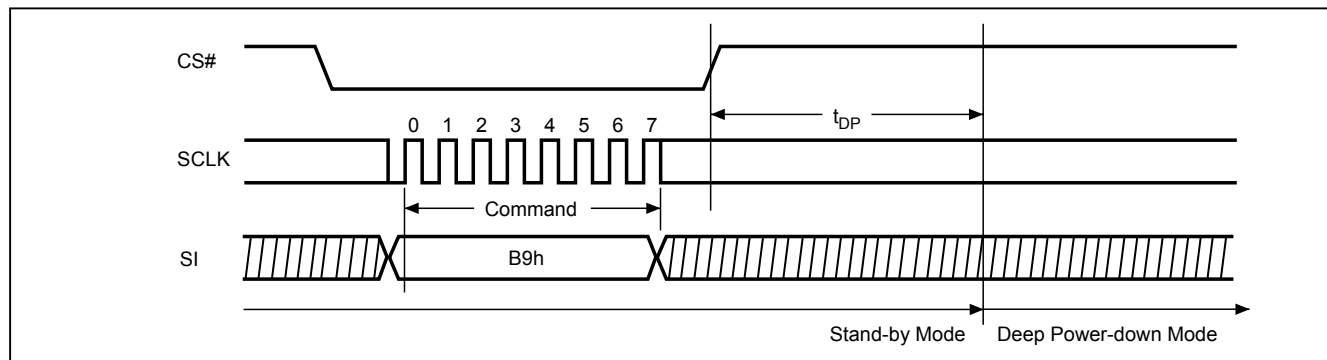 CS#
t_DP
0 1 2 3 4 5 6 7
SCLK
Command
SI
B9h
Stand-by Mode Deep Power-down Mode